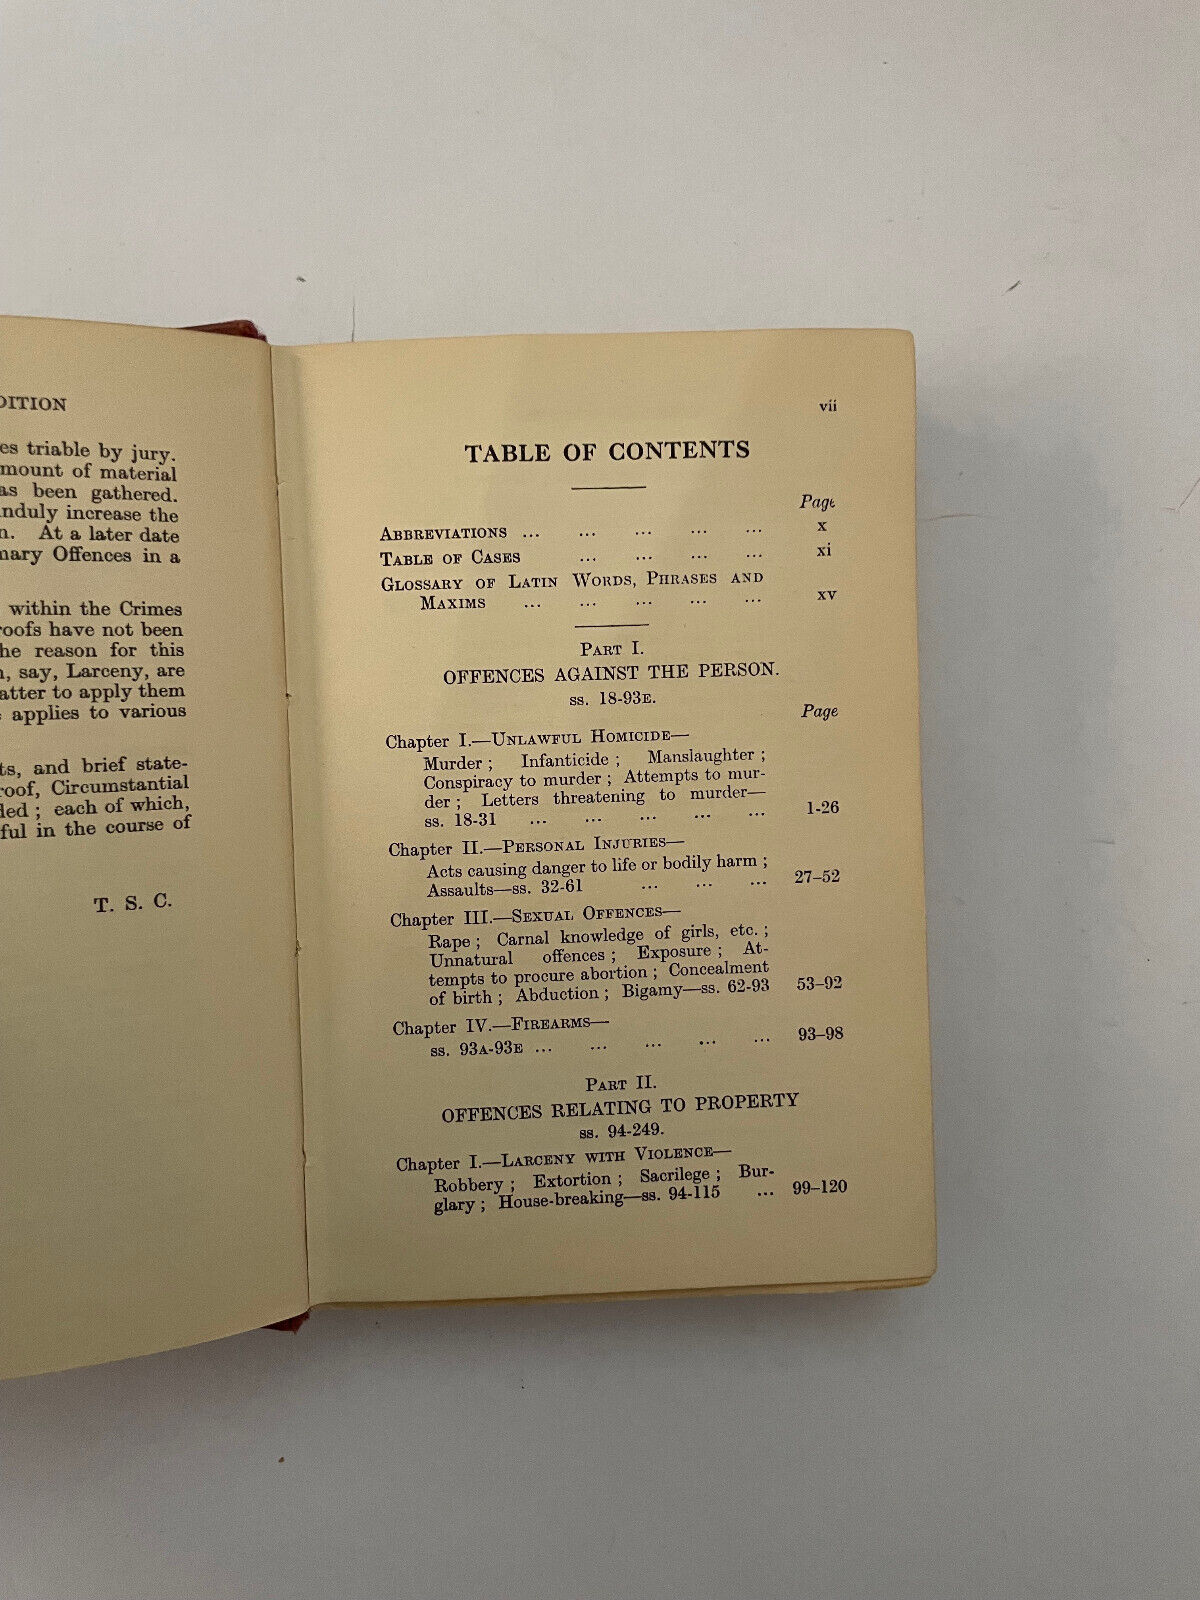 DITION
es triable by jury.
mount of material
as been gathered.
nduly increase the
n. At a later date
mary Offences in a
within the Crimes
roofs have not been
he reason for this
n, say, Larceny, are
atter to apply them
applies to various
ts, and brief state-
roof, Circumstantial
led ; each of which,
ful in the course of
T. S. C.
vii
TABLE OF CONTENTS
Page
ABBREVIATIONS ... ... ... ... ... x
TABLE OF CASES ... ... ... ... xi
GLOSSARY OF LATIN WORDS, PHRASES AND
MAXIMS ... ... ... ... ... xv
PART I.
OFFENCES AGAINST THE PERSON.
ss. 18-93E.
Page
Chapter I.—UNLAWFUL HOMICIDE—
Murder ; Infanticide ; Manslaughter ;
Conspiracy to murder ; Attempts to mur-
der ; Letters threatening to murder—
ss. 18-31 ... ... ... ... ... 1-26
Chapter II.—PERSONAL INJURIES—
Acts causing danger to life or bodily harm ;
Assaults—ss. 32-61 ... ... ... 27–52
Chapter III.—SEXUAL OFFENCES—
Rape ; Carnal knowledge of girls, etc. ;
Unnatural offences ; Exposure ; At-
tempts to procure abortion ; Concealment
of birth ; Abduction ; Bigamy—ss. 62-93 53–92
Chapter IV.—FIREARMS—
ss. 93A-93E ... ... ... ... ... 93–98
PART II.
OFFENCES RELATING TO PROPERTY
ss. 94-249.
Chapter I.—LARCENY WITH VIOLENCE—
Robbery ; Extortion ; Sacrilege ; Bur-
glary ; House-breaking—ss. 94-115 ... 99–120